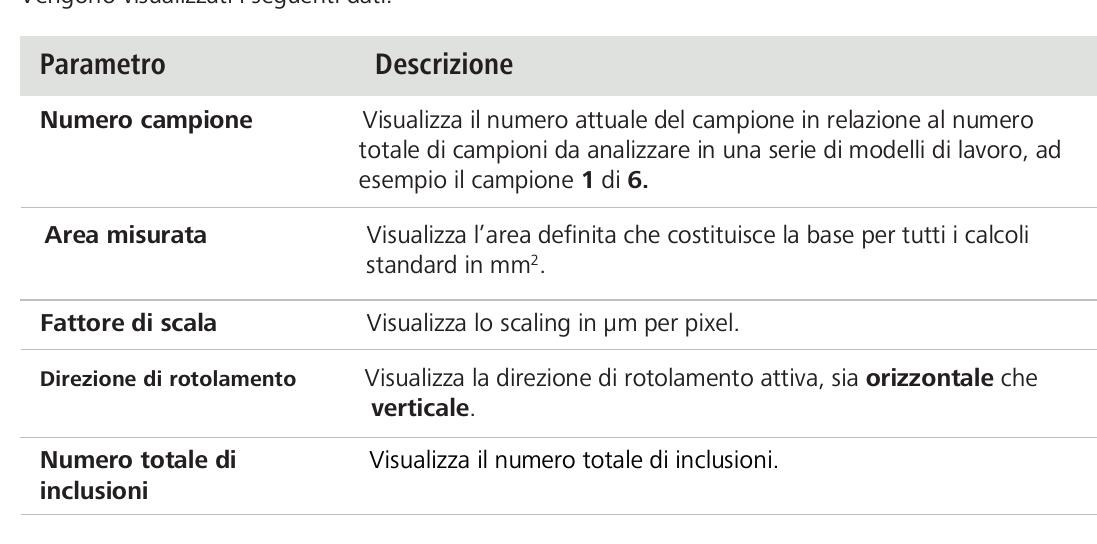 Vengono visualizzati i seguenti dati:
Parametro Descrizione
Numero campione Visualizza il numero attuale del campione in relazione al numero
totale di campioni da analizzare in una serie di modelli di lavoro, ad
esempio il campione 1 di 6.
Area misurata Visualizza l'area definita che costituisce la base per tutti i calcoli
standard in mm².
Fattore di scala Visualizza lo scaling in µm per pixel.
Direzione di rotolamento Visualizza la direzione di rotolamento attiva, sia orizzontale che
verticale.
Numero totale di Visualizza il numero totale di inclusioni.
inclusioni